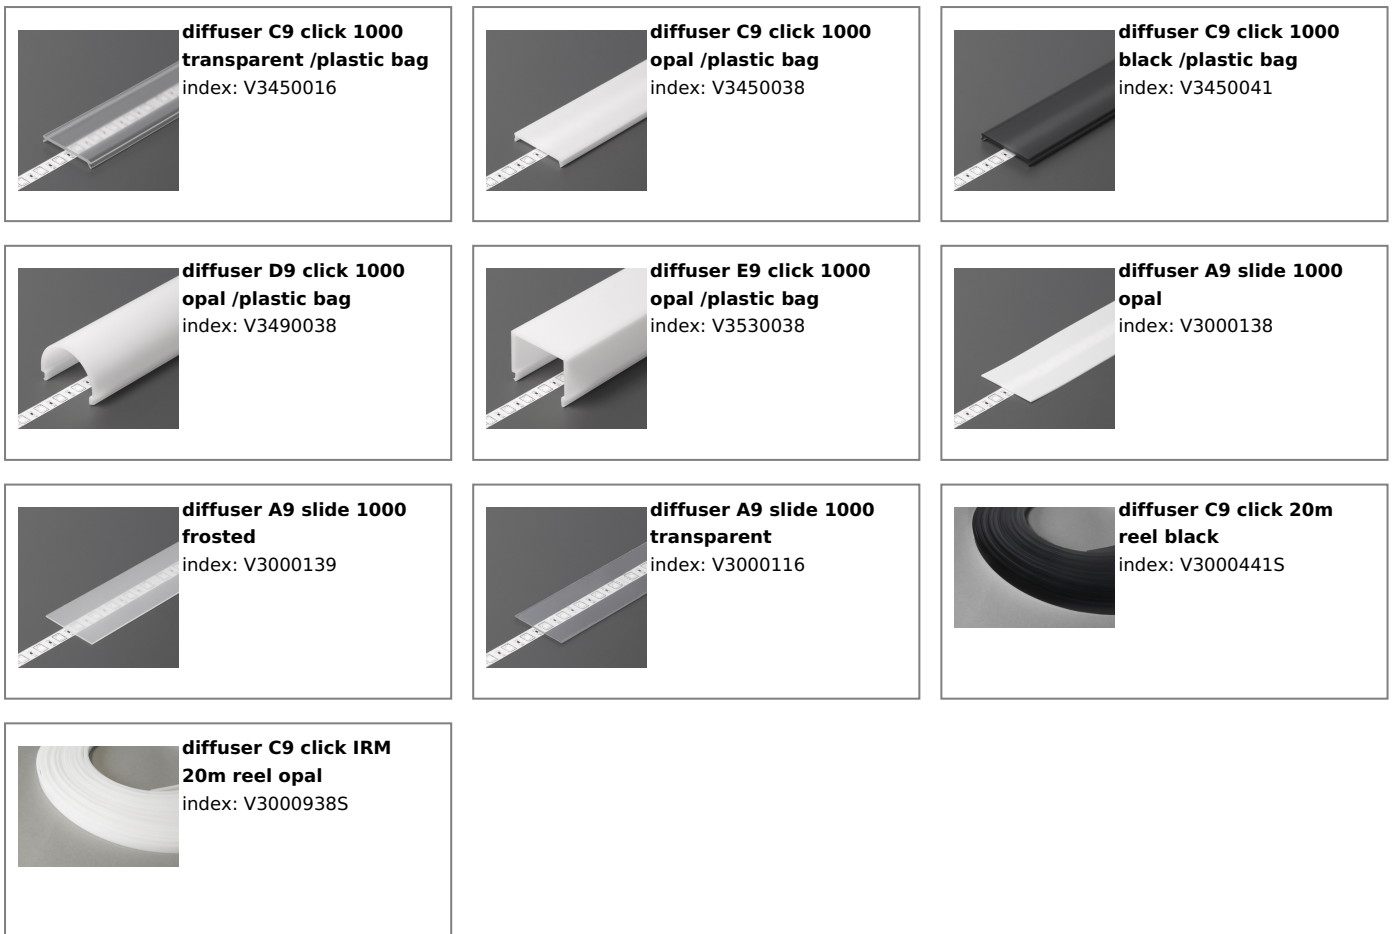 diffuser C9 click 1000
transparent /plastic bag
index: V3450016
diffuser C9 click 1000
opal /plastic bag
index: V3450038
diffuser C9 click 1000
black /plastic bag
index: V3450041
diffuser D9 click 1000
opal /plastic bag
index: V3490038
diffuser E9 click 1000
opal /plastic bag
index: V3530038
diffuser A9 slide 1000
opal
index: V3000138
diffuser A9 slide 1000
frosted
index: V3000139
diffuser A9 slide 1000
transparent
index: V3000116
diffuser C9 click 20m
reel black
index: V3000441S
diffuser C9 click IRM
20m reel opal
index: V3000938S